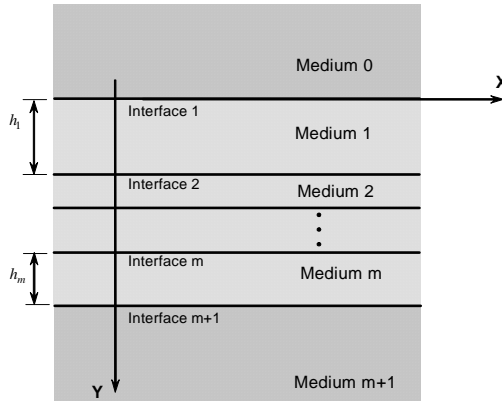 Medium 0
X
Interface 1
h1
Medium 1
Interface 2
Medium 2
Interface m
hm
Medium m
Interface m+1
Y
Medium m+1